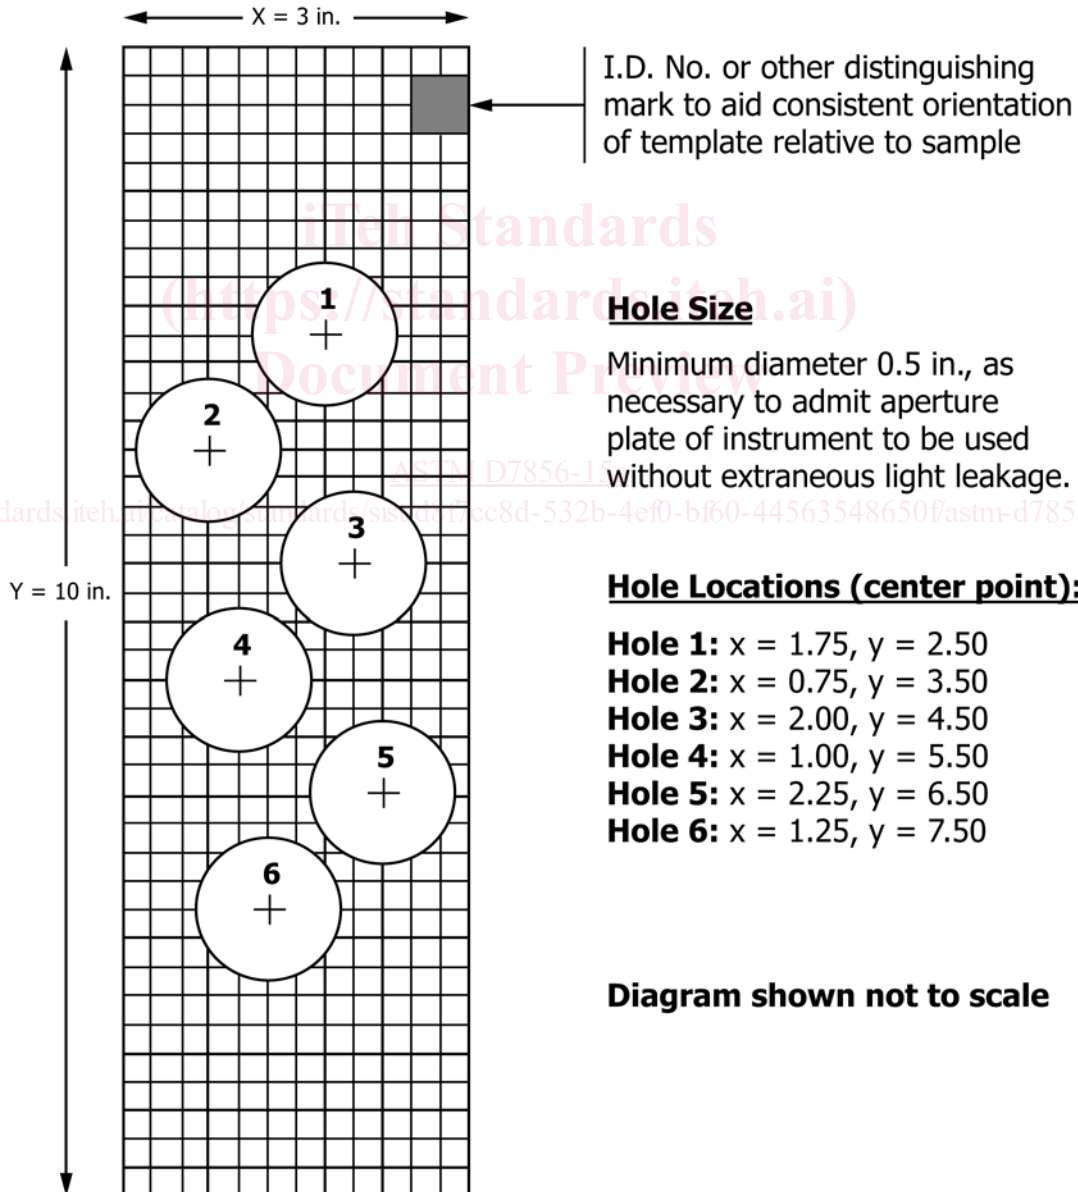 X = 3 in.
I.D. No. or other distinguishing
mark to aid consistent orientation
of template relative to sample
iTeh Standards
(https://standards.iteh.ai)
Document Preview
1
Hole Size
Minimum diameter 0.5 in., as
necessary to admit aperture
plate of instrument to be used
without extraneous light leakage.
2
ASTM D7856-15
3
Y = 10 in.
Hole Locations (center point):
Hole 1: x = 1.75, y = 2.50
Hole 2: x = 0.75, y = 3.50
Hole 3: x = 2.00, y = 4.50
Hole 4: x = 1.00, y = 5.50
Hole 5: x = 2.25, y = 6.50
Hole 6: x = 1.25, y = 7.50
4
5
6
Diagram shown not to scale